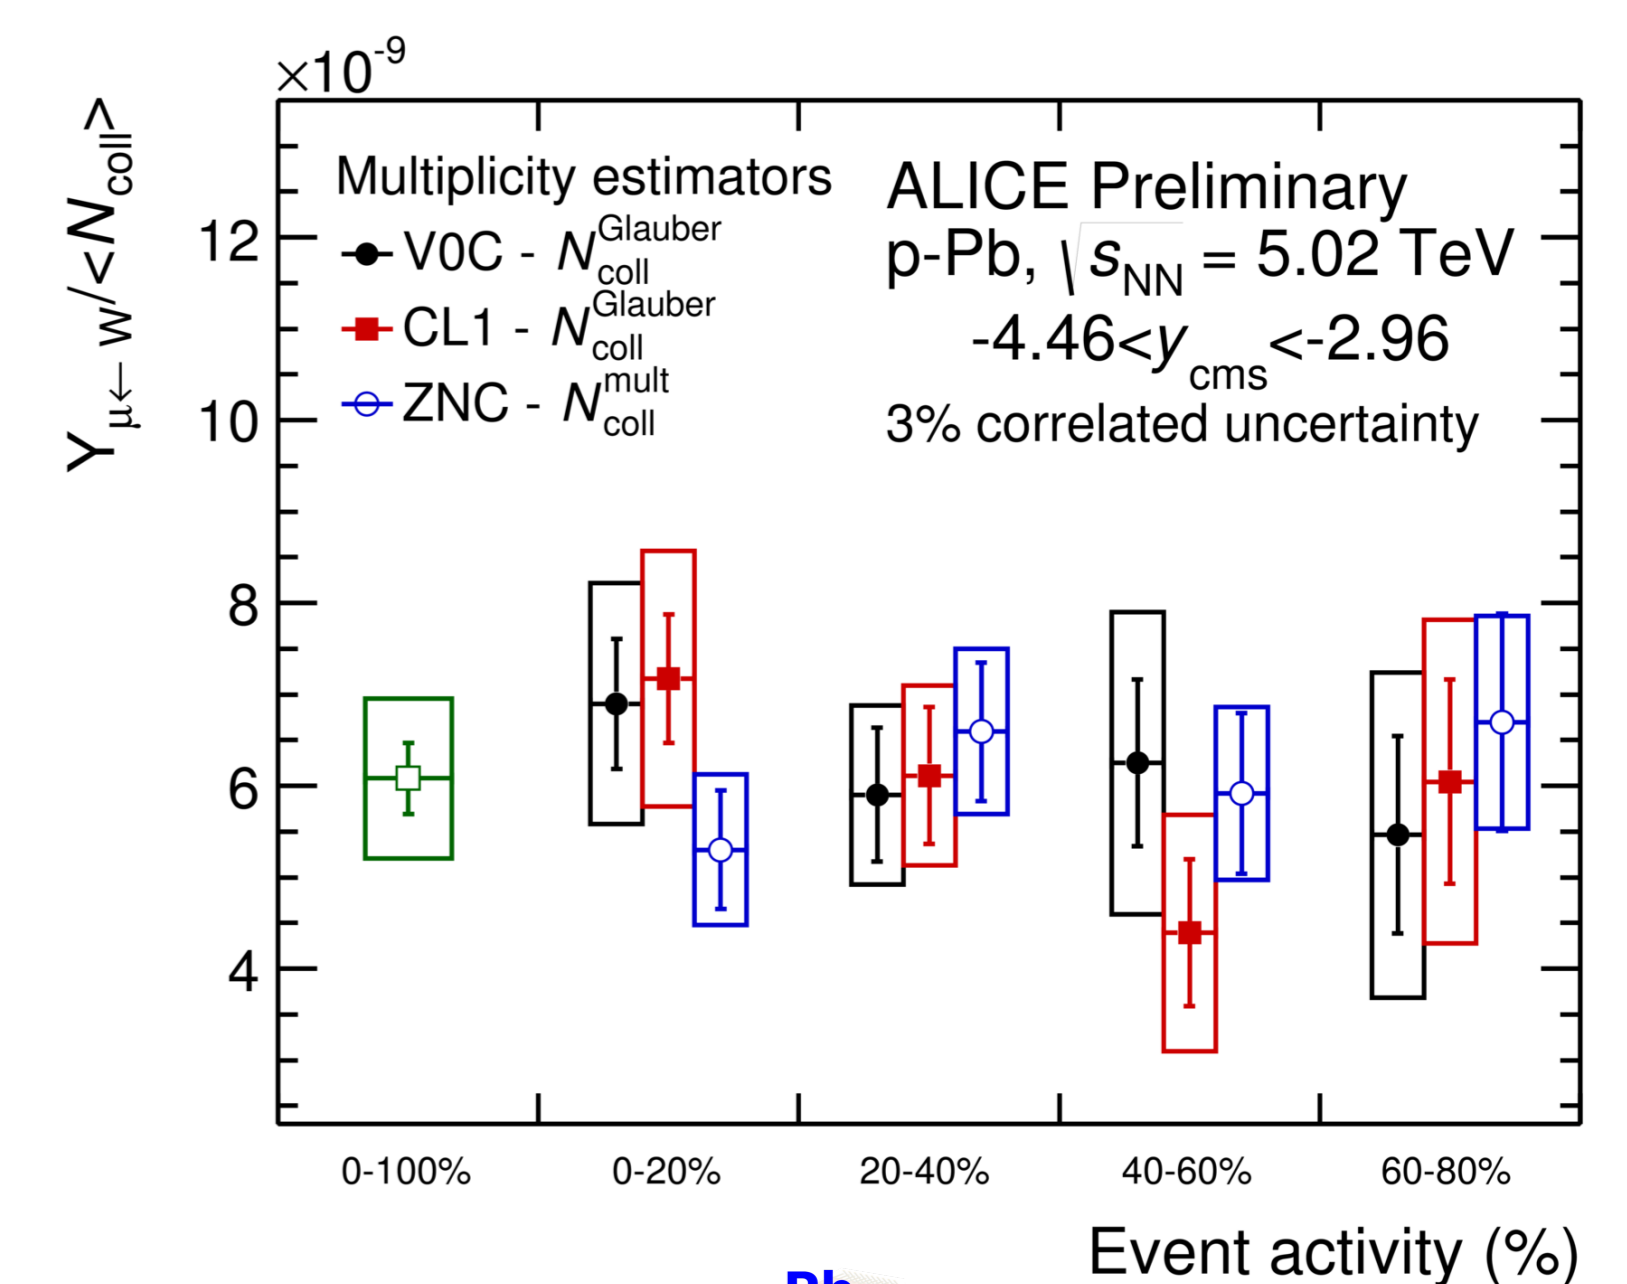 ×10⁻⁹
Y_μ← w/<N_coll>
Multiplicity estimators
V0C - N_coll^Glauber
CL1 - N_coll^Glauber
ZNC - N_coll^mult
ALICE Preliminary
p-Pb, √s_NN = 5.02 TeV
-4.46<y_cms<-2.96
3% correlated uncertainty
12
10
8
6
4
0-100% 0-20% 20-40% 40-60% 60-80%
Event activity (%)
Pb